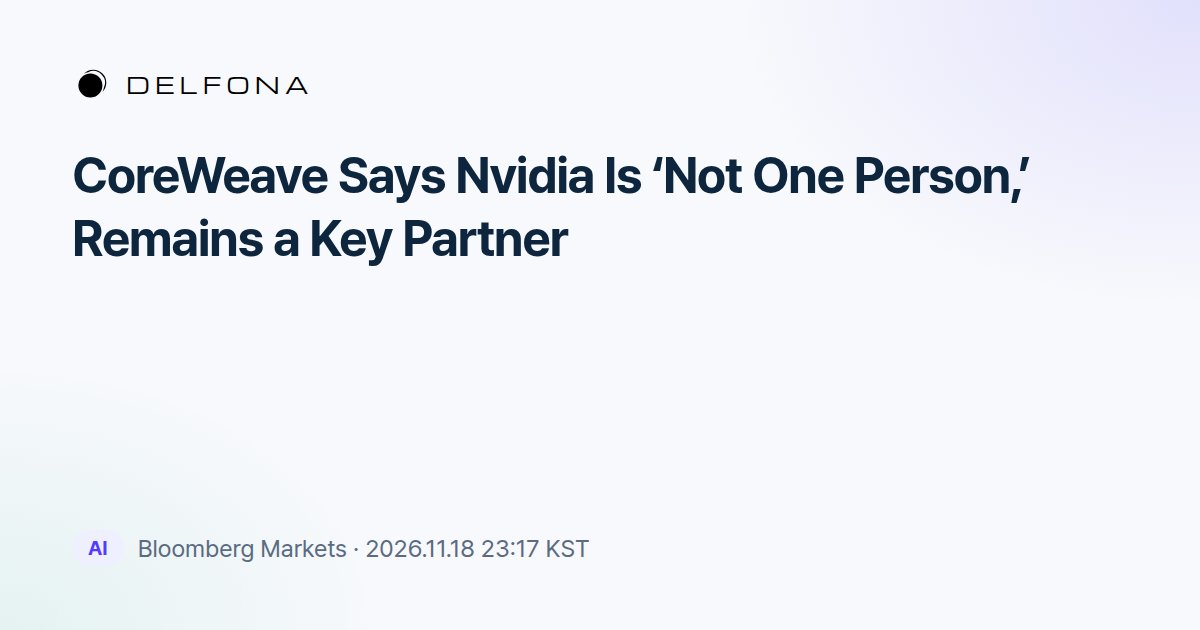 DELFONA
CoreWeave Says Nvidia Is ‘Not One Person,’
Remains a Key Partner
AI Bloomberg Markets · 2026.11.18 23:17 KST